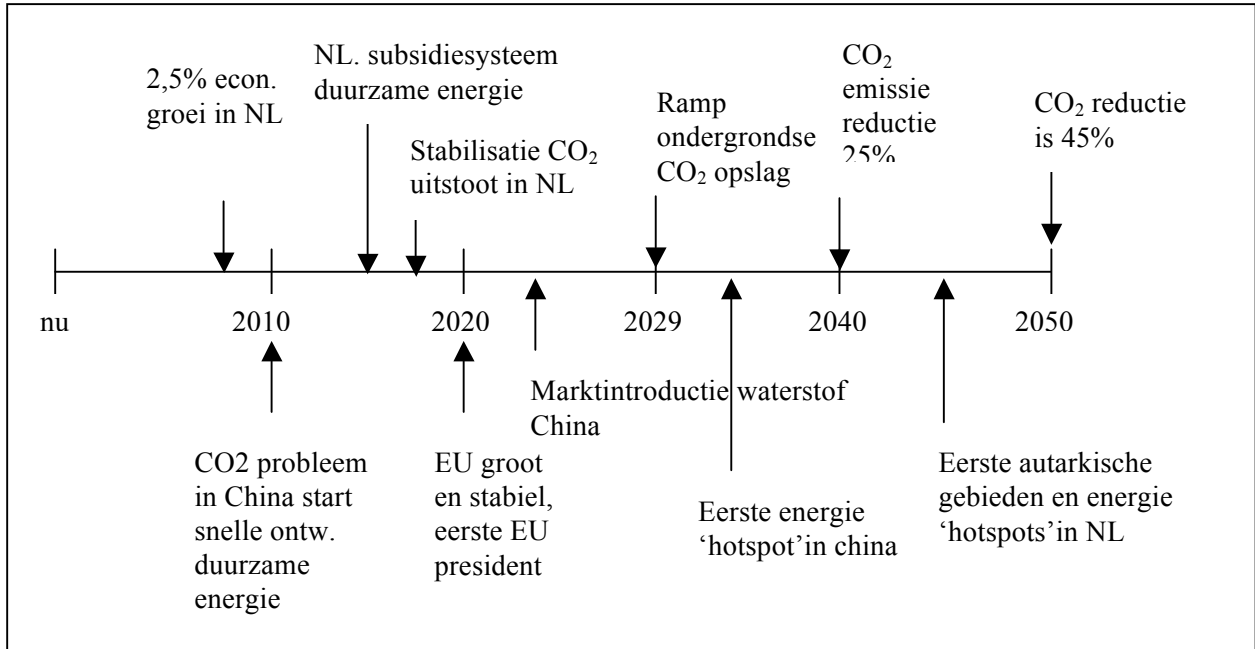 2,5% econ.
groei in NL
NL. subsidiesysteem
duurzame energie
Stabilisatie CO₂
uitstoot in NL
Ramp
ondergrondse
CO₂ opslag
CO₂
emissie
reductie
25%
CO₂ reductie
is 45%
nu
2010
2020
2029
2040
2050
CO2 probleem
in China start
snelle ontw.
duurzame
energie
EU groot
en stabiel,
eerste EU
president
Marktintroductie waterstof
China
Eerste energie
‘hotspot’in china
Eerste autarkische
gebieden en energie
‘hotspots’in NL